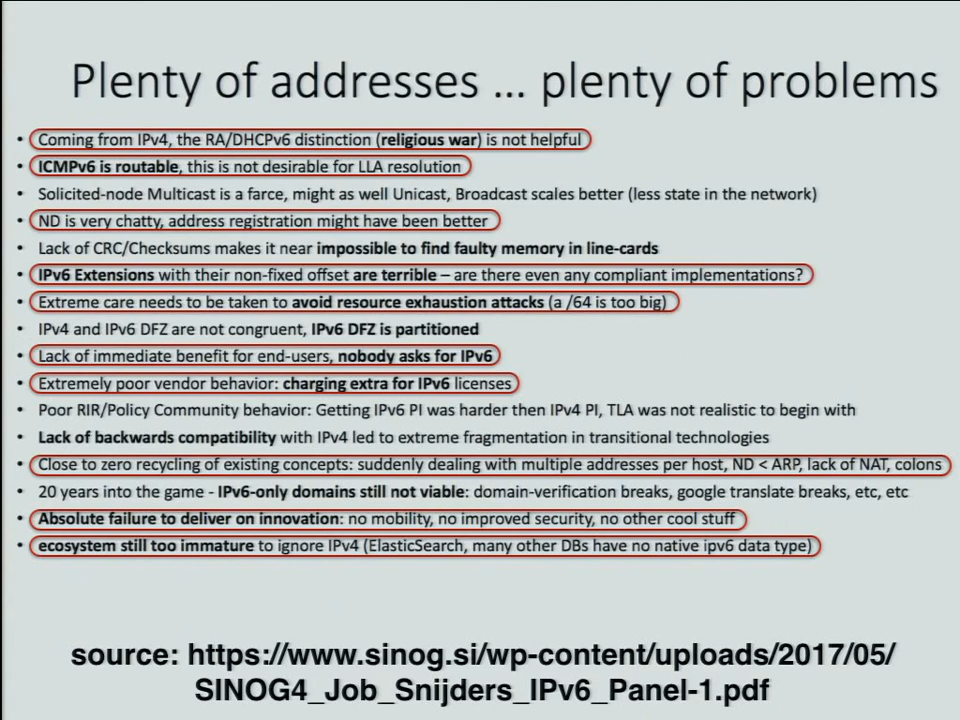 Plenty of addresses ... plenty of problems
• Coming from IPv4, the RA/DHCPv6 distinction (religious war) is not helpful
• ICMPv6 is routable, this is not desirable for LLA resolution
• Solicited-node Multicast is a farce, might as well Unicast, Broadcast scales better (less state in the network)
• ND is very chatty, address registration might have been better
• Lack of CRC/Checksums makes it near impossible to find faulty memory in line-cards
• IPv6 Extensions with their non-fixed offset are terrible – are there even any compliant implementations?
• Extreme care needs to be taken to avoid resource exhaustion attacks (a /64 is too big)
• IPv4 and IPv6 DFZ are not congruent, IPv6 DFZ is partitioned
• Lack of immediate benefit for end-users, nobody asks for IPv6
• Extremely poor vendor behavior: charging extra for IPv6 licenses
• Poor RIR/Policy Community behavior: Getting IPv6 PI was harder then IPv4 PI, TLA was not realistic to begin with
• Lack of backwards compatibility with IPv4 led to extreme fragmentation in transitional technologies
• Close to zero recycling of existing concepts: suddenly dealing with multiple addresses per host, ND < ARP, lack of NAT, colons
• 20 years into the game - IPv6-only domains still not viable: domain-verification breaks, google translate breaks, etc, etc
• Absolute failure to deliver on innovation: no mobility, no improved security, no other cool stuff
• ecosystem still too immature to ignore IPv4 (ElasticSearch, many other DBs have no native ipv6 data type)
source: https://www.sinog.si/wp-content/uploads/2017/05/
SINOG4_Job_Snijders_IPv6_Panel-1.pdf